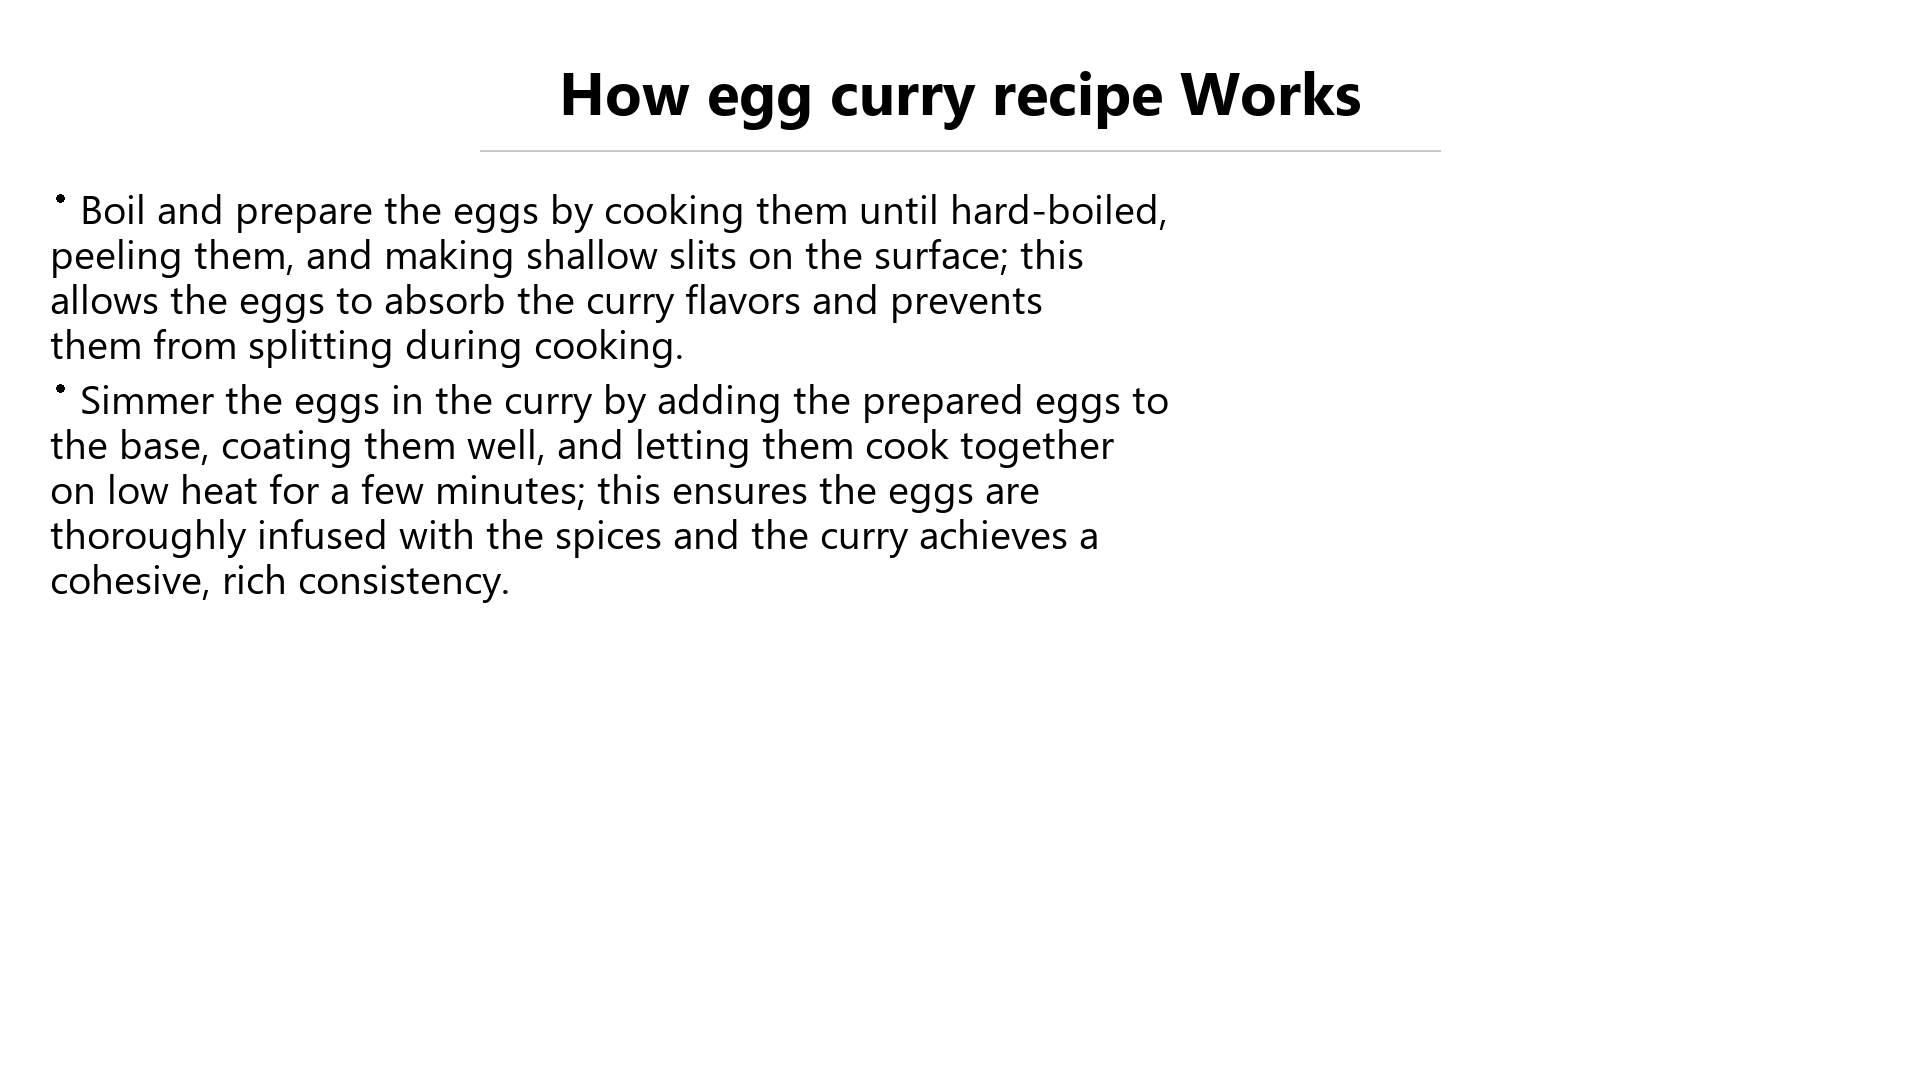 How egg curry recipe Works
• Boil and prepare the eggs by cooking them until hard-boiled,
peeling them, and making shallow slits on the surface; this
allows the eggs to absorb the curry flavors and prevents
them from splitting during cooking.
• Simmer the eggs in the curry by adding the prepared eggs to
the base, coating them well, and letting them cook together
on low heat for a few minutes; this ensures the eggs are
thoroughly infused with the spices and the curry achieves a
cohesive, rich consistency.